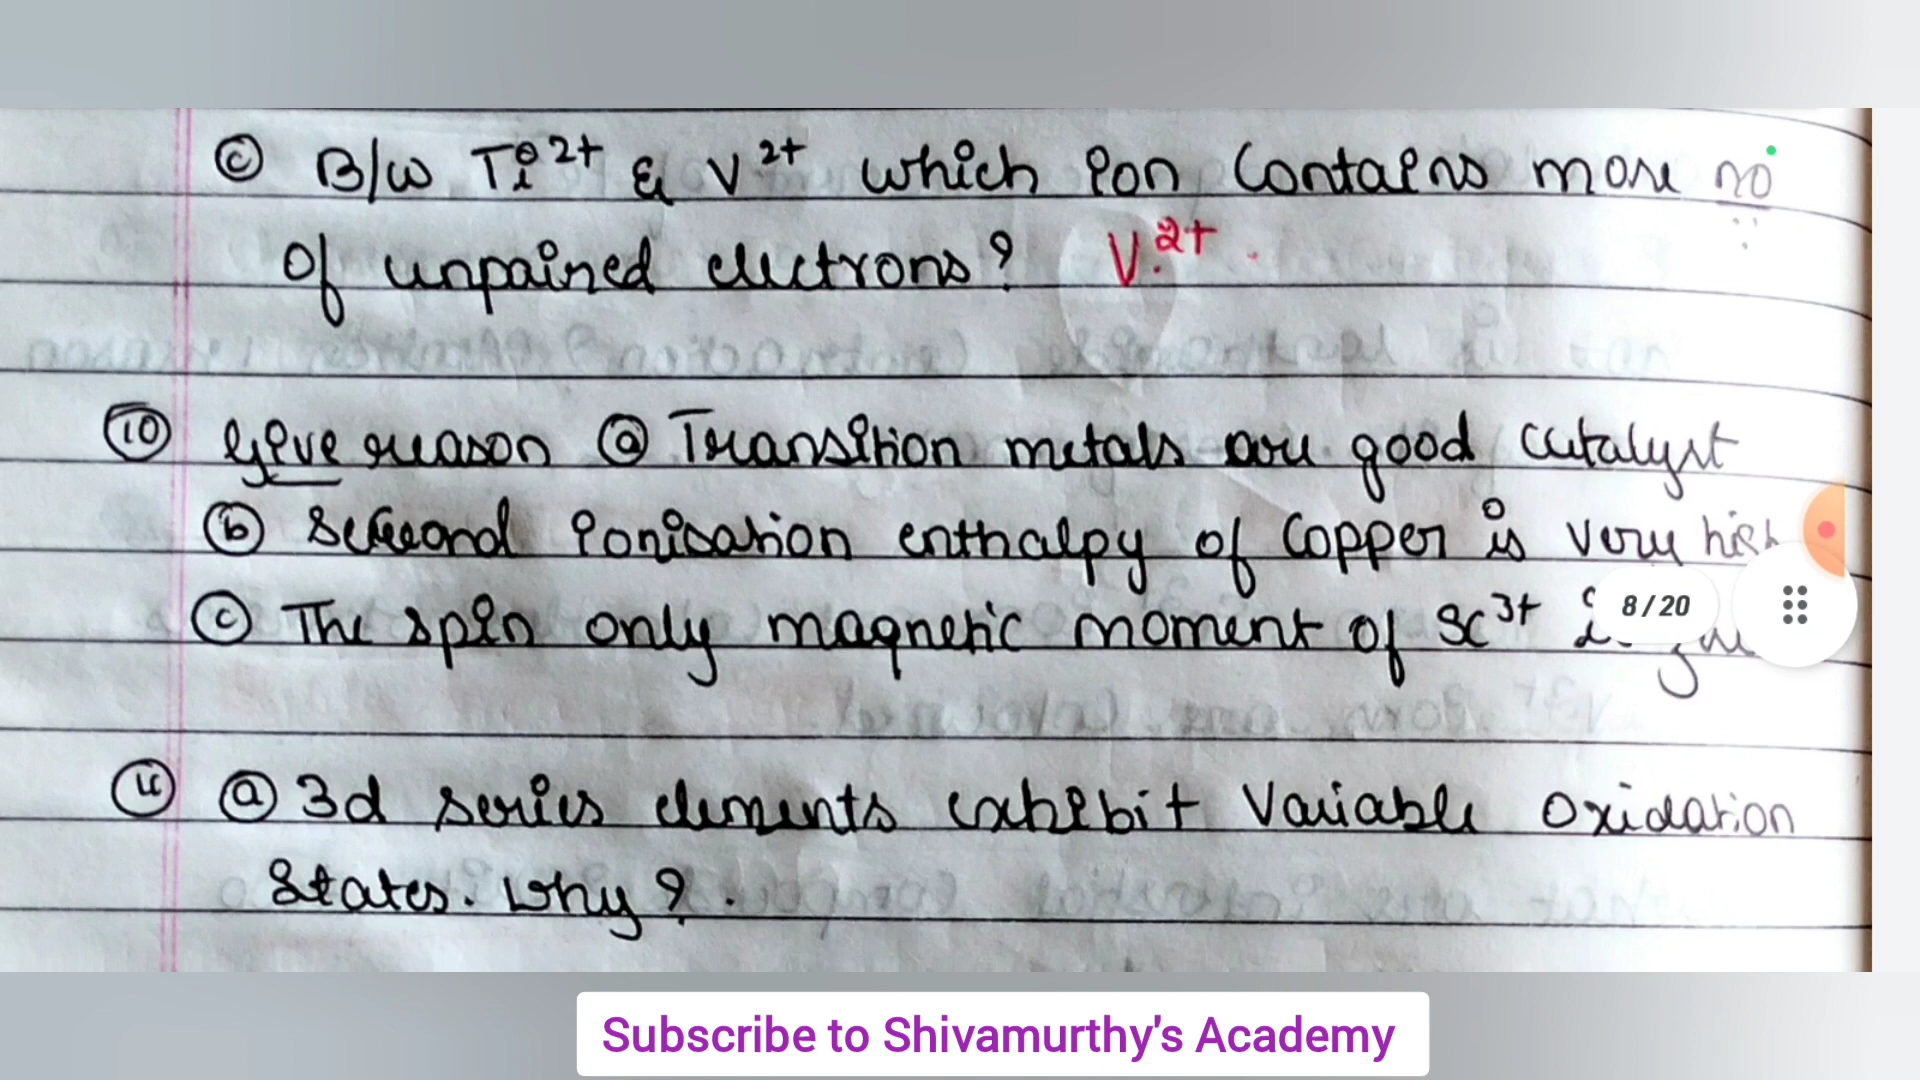 © B/w Ti²⁺ & V²⁺ which ion contains more no
of unpaired electrons? V²⁺.
⑩ Give reason ⓐ Transition metals are good catalyst
ⓑ Second ionisation enthalpy of copper is very high
ⓒ The spin only magnetic moment of Sc³⁺
8/20
⑪ ⓐ 3d series elements exhibit variable oxidation
states. Why?.
Subscribe to Shivamurthy's Academy